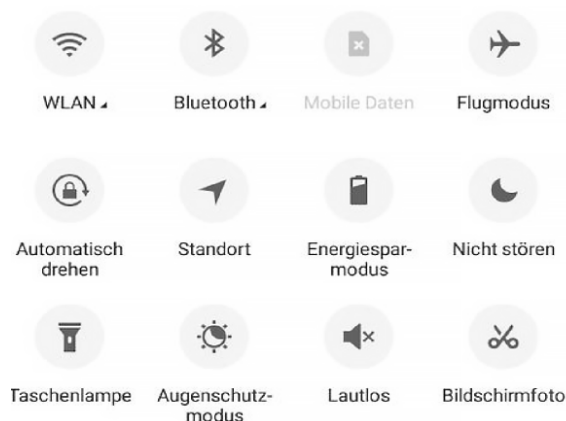 WLAN Bluetooth Mobile Daten Flugmodus
Automatisch Standort Energiespar- Nicht stören
drehen modus
Taschenlampe Augenschutz- Lautlos Bildschirmfoto
modus